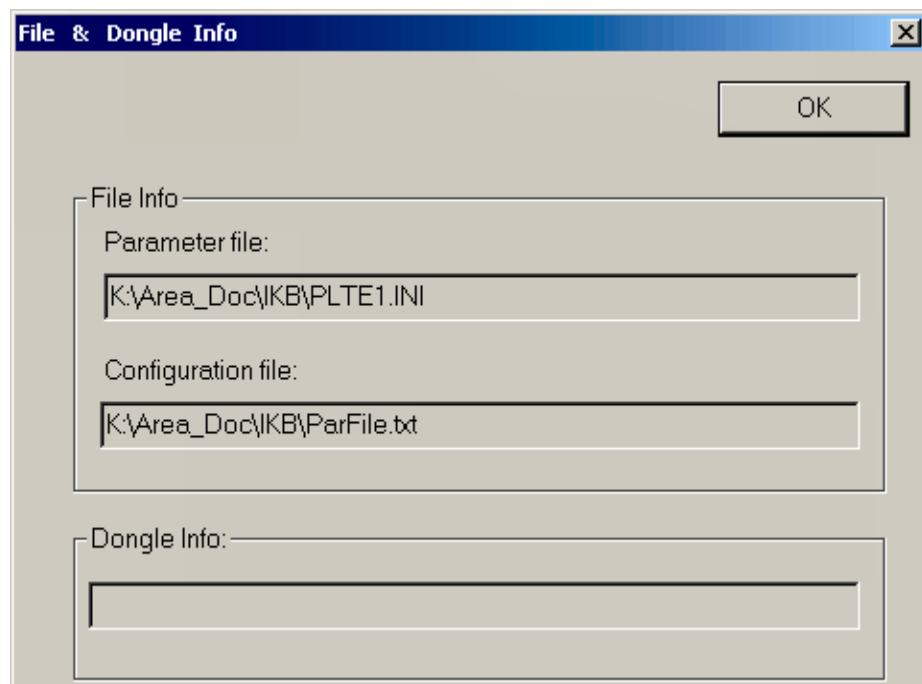 File & Dongle Info
OK
File Info
Parameter file:
K:\Area_Doc\IKB\PLTE1.INI
Configuration file:
K:\Area_Doc\IKB\ParFile.txt
Dongle Info: